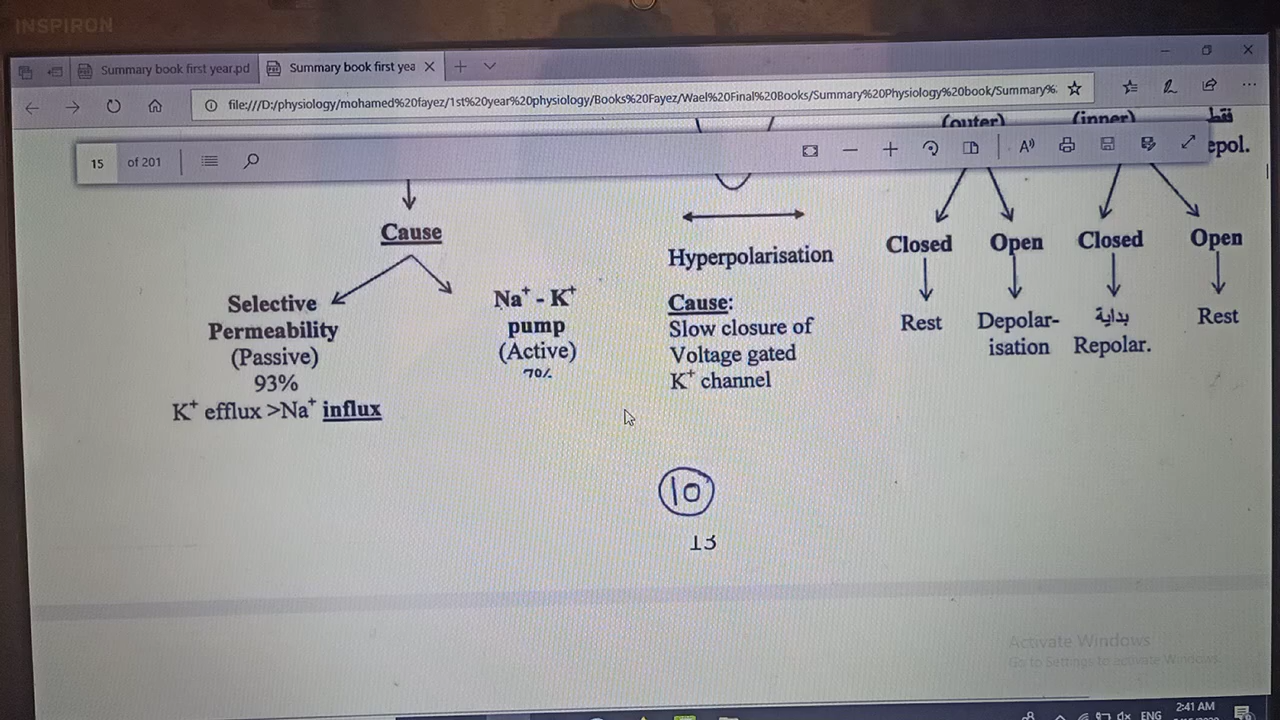 INSPIRON
Summary book first year.pd
Summary book first yea
file:///D:/physiology/mohamed%20fayez/1st%20year%20physiology/Books%20Fayez/Wael%20Final%20Books/Summary%20Physiology%20book/Summary%
(outer)
(inner)
فقط
15 of 201
epol.
Cause
Selective
Permeability
(Passive)
93%
K⁺ efflux >Na⁺ influx
Na⁺ - K⁺
pump
(Active)
Hyperpolarisation
Cause:
Slow closure of
Voltage gated
K⁺ channel
Closed Open Closed Open
Rest
Depolar-
isation
بداية
Repolar.
Rest
10
Activate Windows
Go to Settings to activate Windows.
ENG
2:41 AM